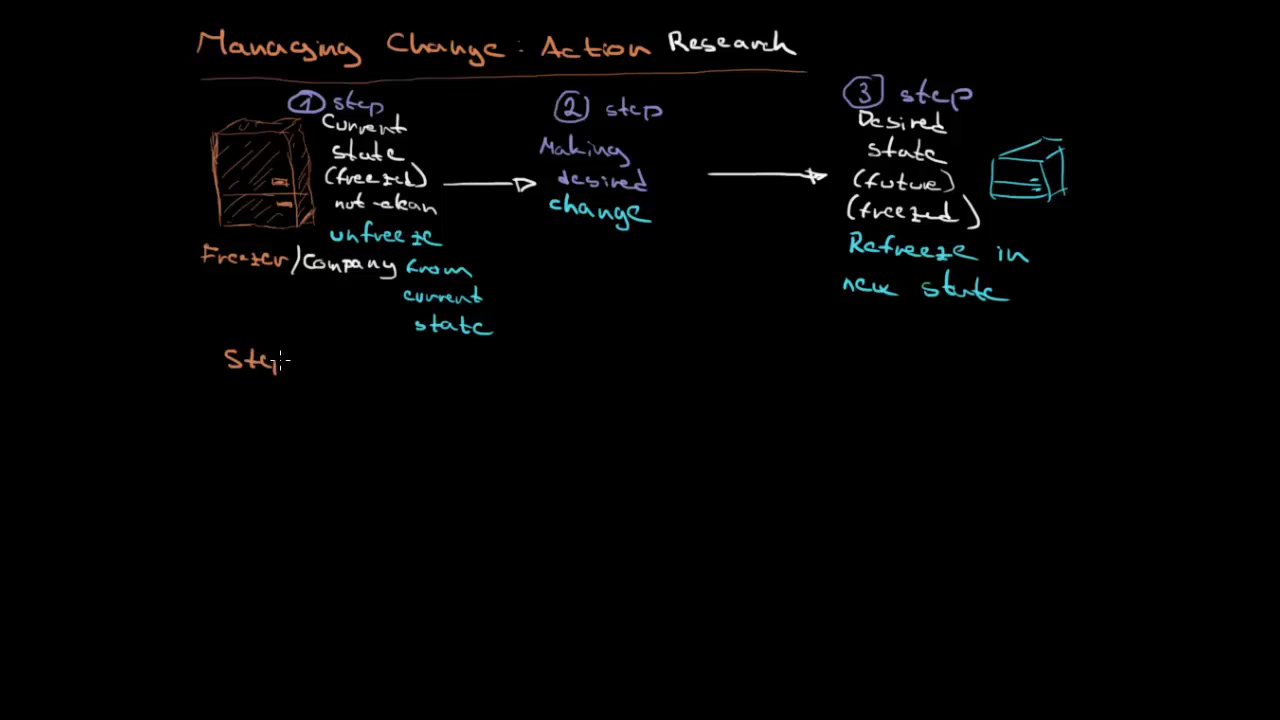 Managing Change: Action Research
① step
Current
state
(freezed)
not-clean
unfreeze
from
current
state
Freezer/Company
② step
Making
desired
change
③ step
Desired
state
(future)
(freezed)
Refreeze in
new state
Step